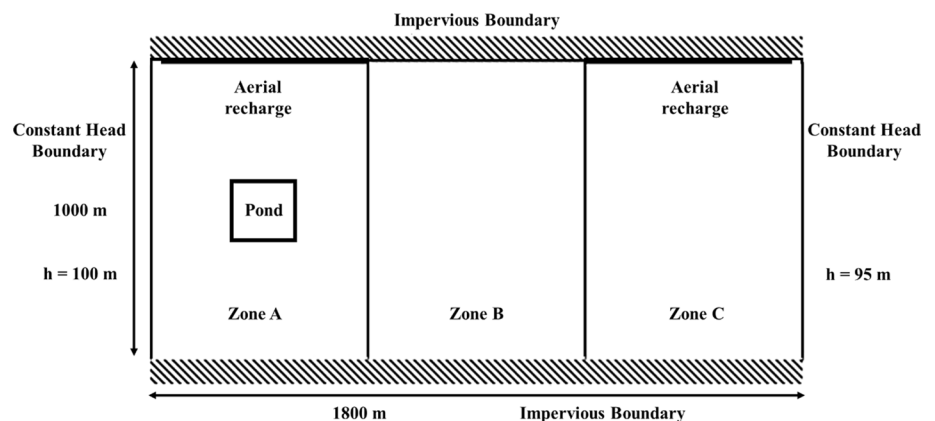 Impervious Boundary
Aerial
recharge
Aerial
recharge
Constant Head
Boundary
Constant Head
Boundary
1000 m
Pond
h = 100 m
h = 95 m
Zone A
Zone B
Zone C
1800 m
Impervious Boundary